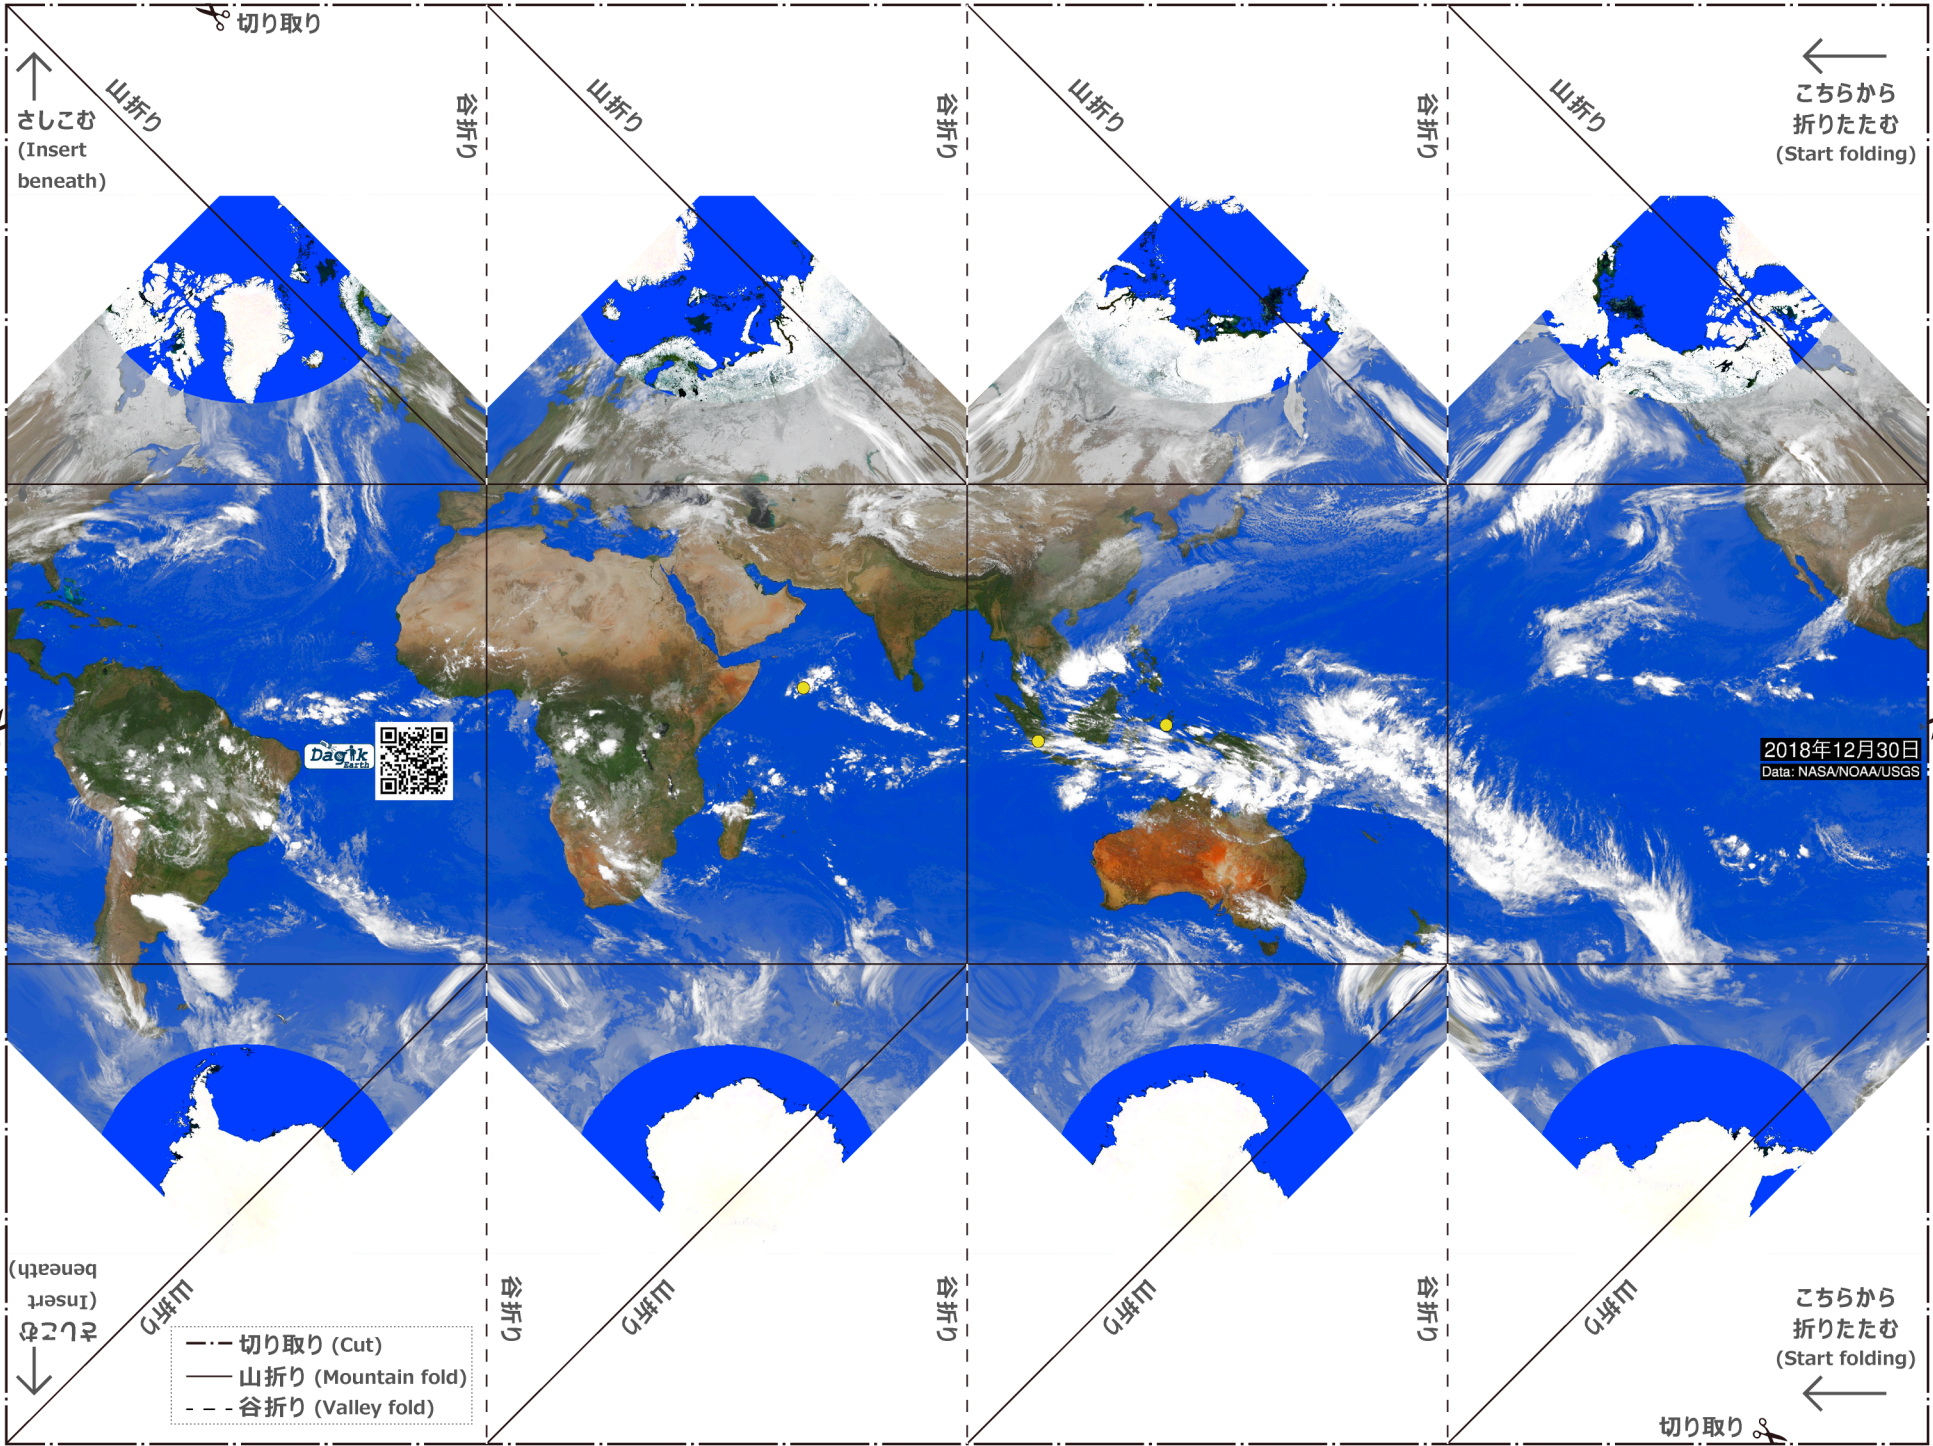 切り取り
山折り
谷折り
山折り
谷折り
山折り
谷折り
山折り
さしこむ
(Insert
beneath)
こちらから
折りたたむ
(Start folding)
Dagik
Earth
2018年12月30日
Data: NASA/NOAA/USGS
さしこむ
(Insert
beneath)
山折り
谷折り
山折り
谷折り
山折り
谷折り
山折り
切り取り (Cut)
山折り (Mountain fold)
谷折り (Valley fold)
こちらから
折りたたむ
(Start folding)
切り取り